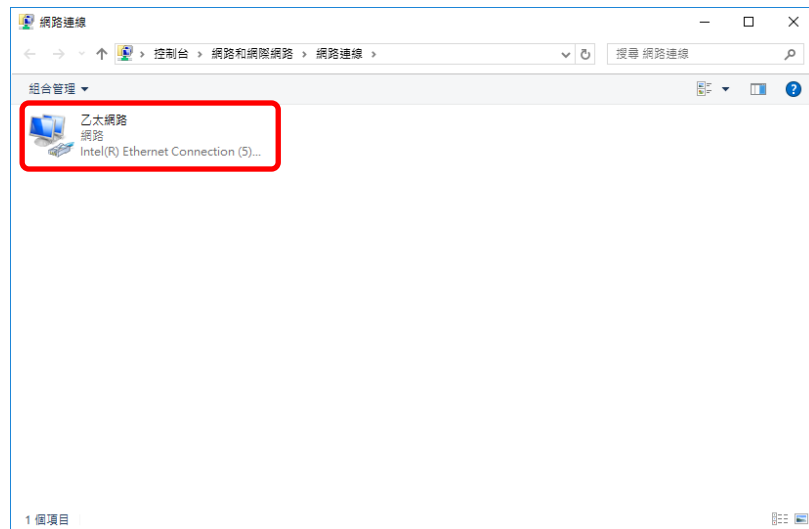 網路連線
控制台 › 網路和網際網路 › 網路連線 ›
搜尋 網路連線
組合管理
乙太網路
網路
Intel(R) Ethernet Connection (5)...
1 個項目